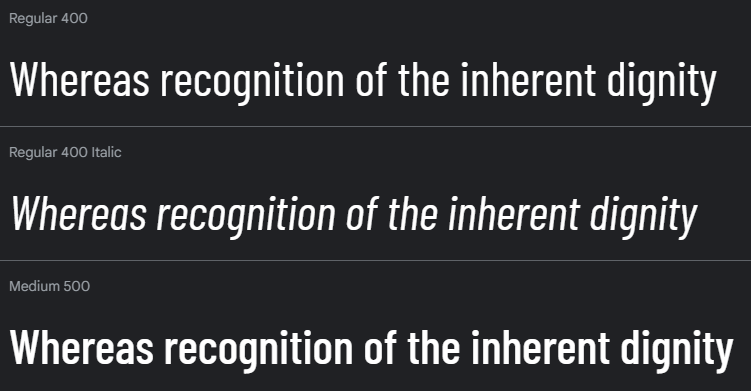 Regular 400
Whereas recognition of the inherent dignity
Regular 400 Italic
Whereas recognition of the inherent dignity
Medium 500
Whereas recognition of the inherent dignity